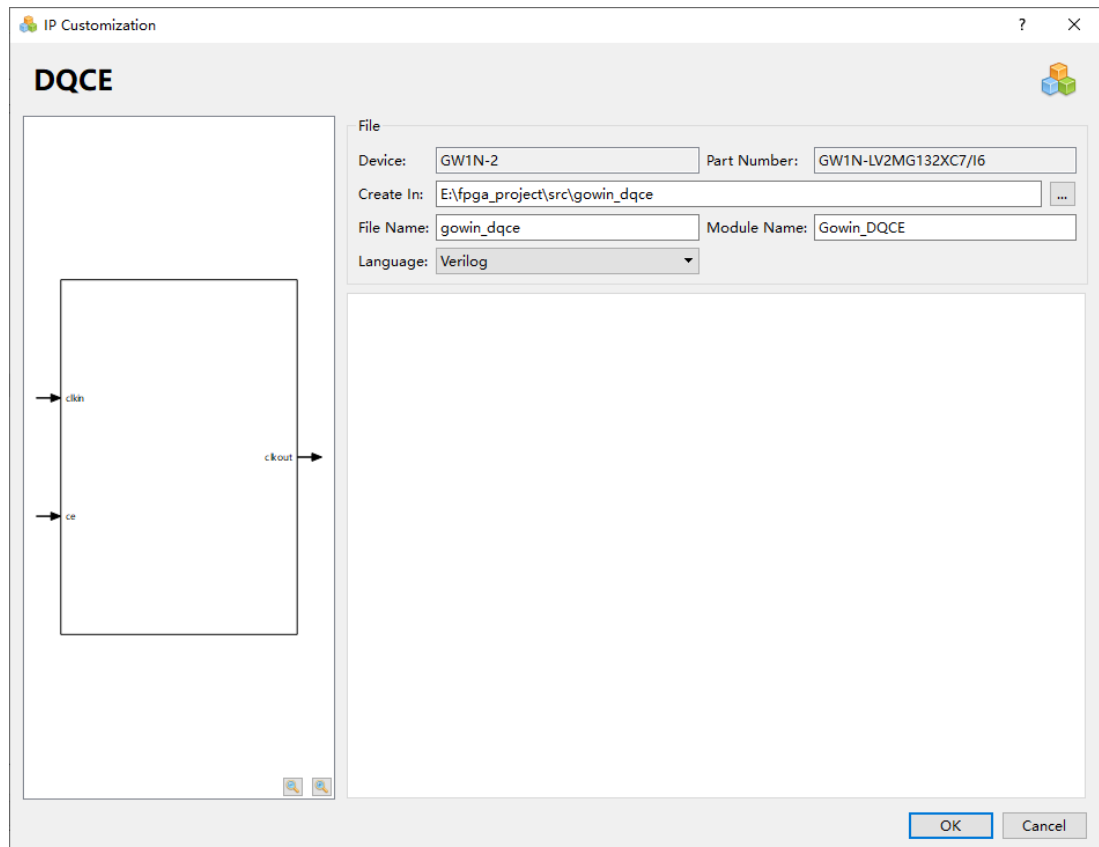 IP Customization
?
DQCE
File
Device: GW1N-2 Part Number: GW1N-LV2MG132XC7/I6
Create In: E:\fpga_project\src\gowin_dqce ...
File Name: gowin_dqce Module Name: Gowin_DQCE
Language: Verilog
clkin
clkout
ce
OK Cancel